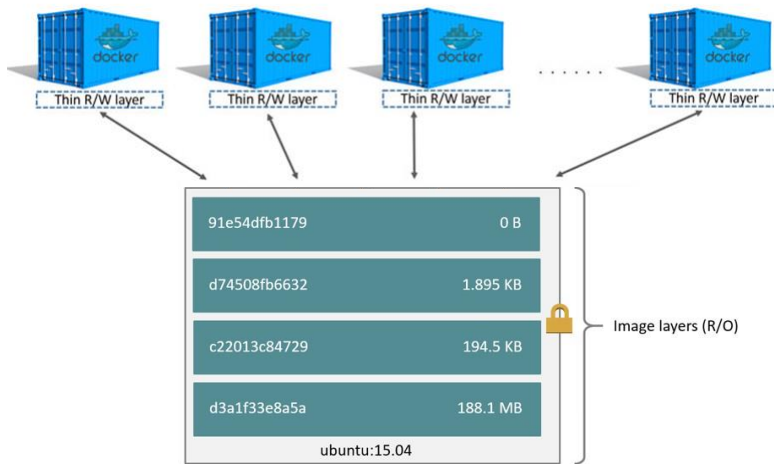 docker
docker
docker
docker
. . . . . .
Thin R/W layer
Thin R/W layer
Thin R/W layer
Thin R/W layer
91e54dfb1179 0 B
d74508fb6632 1.895 KB
c22013c84729 194.5 KB
d3a1f33e8a5a 188.1 MB
ubuntu:15.04
Image layers (R/O)